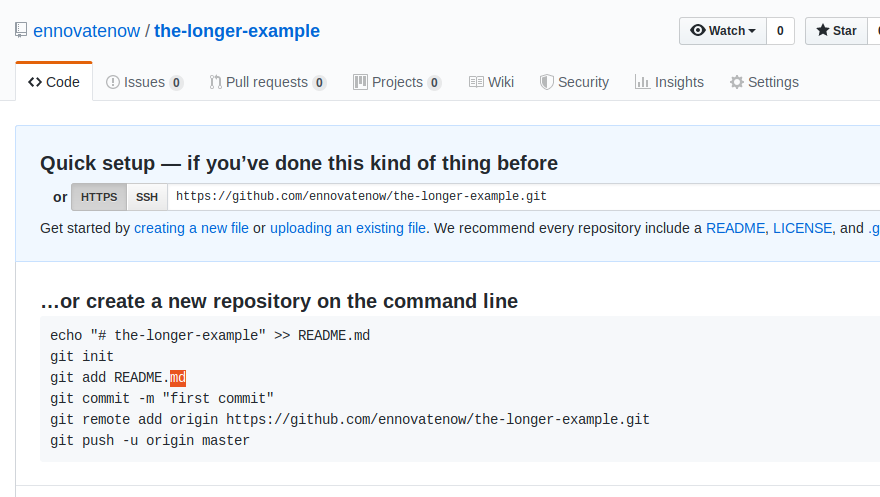 ennovatenow / the-longer-example Watch 0 Star
Code Issues 0 Pull requests 0 Projects 0 Wiki Security Insights Settings
Quick setup — if you’ve done this kind of thing before
or HTTPS SSH https://github.com/ennovatenow/the-longer-example.git
Get started by creating a new file or uploading an existing file. We recommend every repository include a README, LICENSE, and .g
…or create a new repository on the command line
echo "# the-longer-example" >> README.md
git init
git add README.md
git commit -m "first commit"
git remote add origin https://github.com/ennovatenow/the-longer-example.git
git push -u origin master